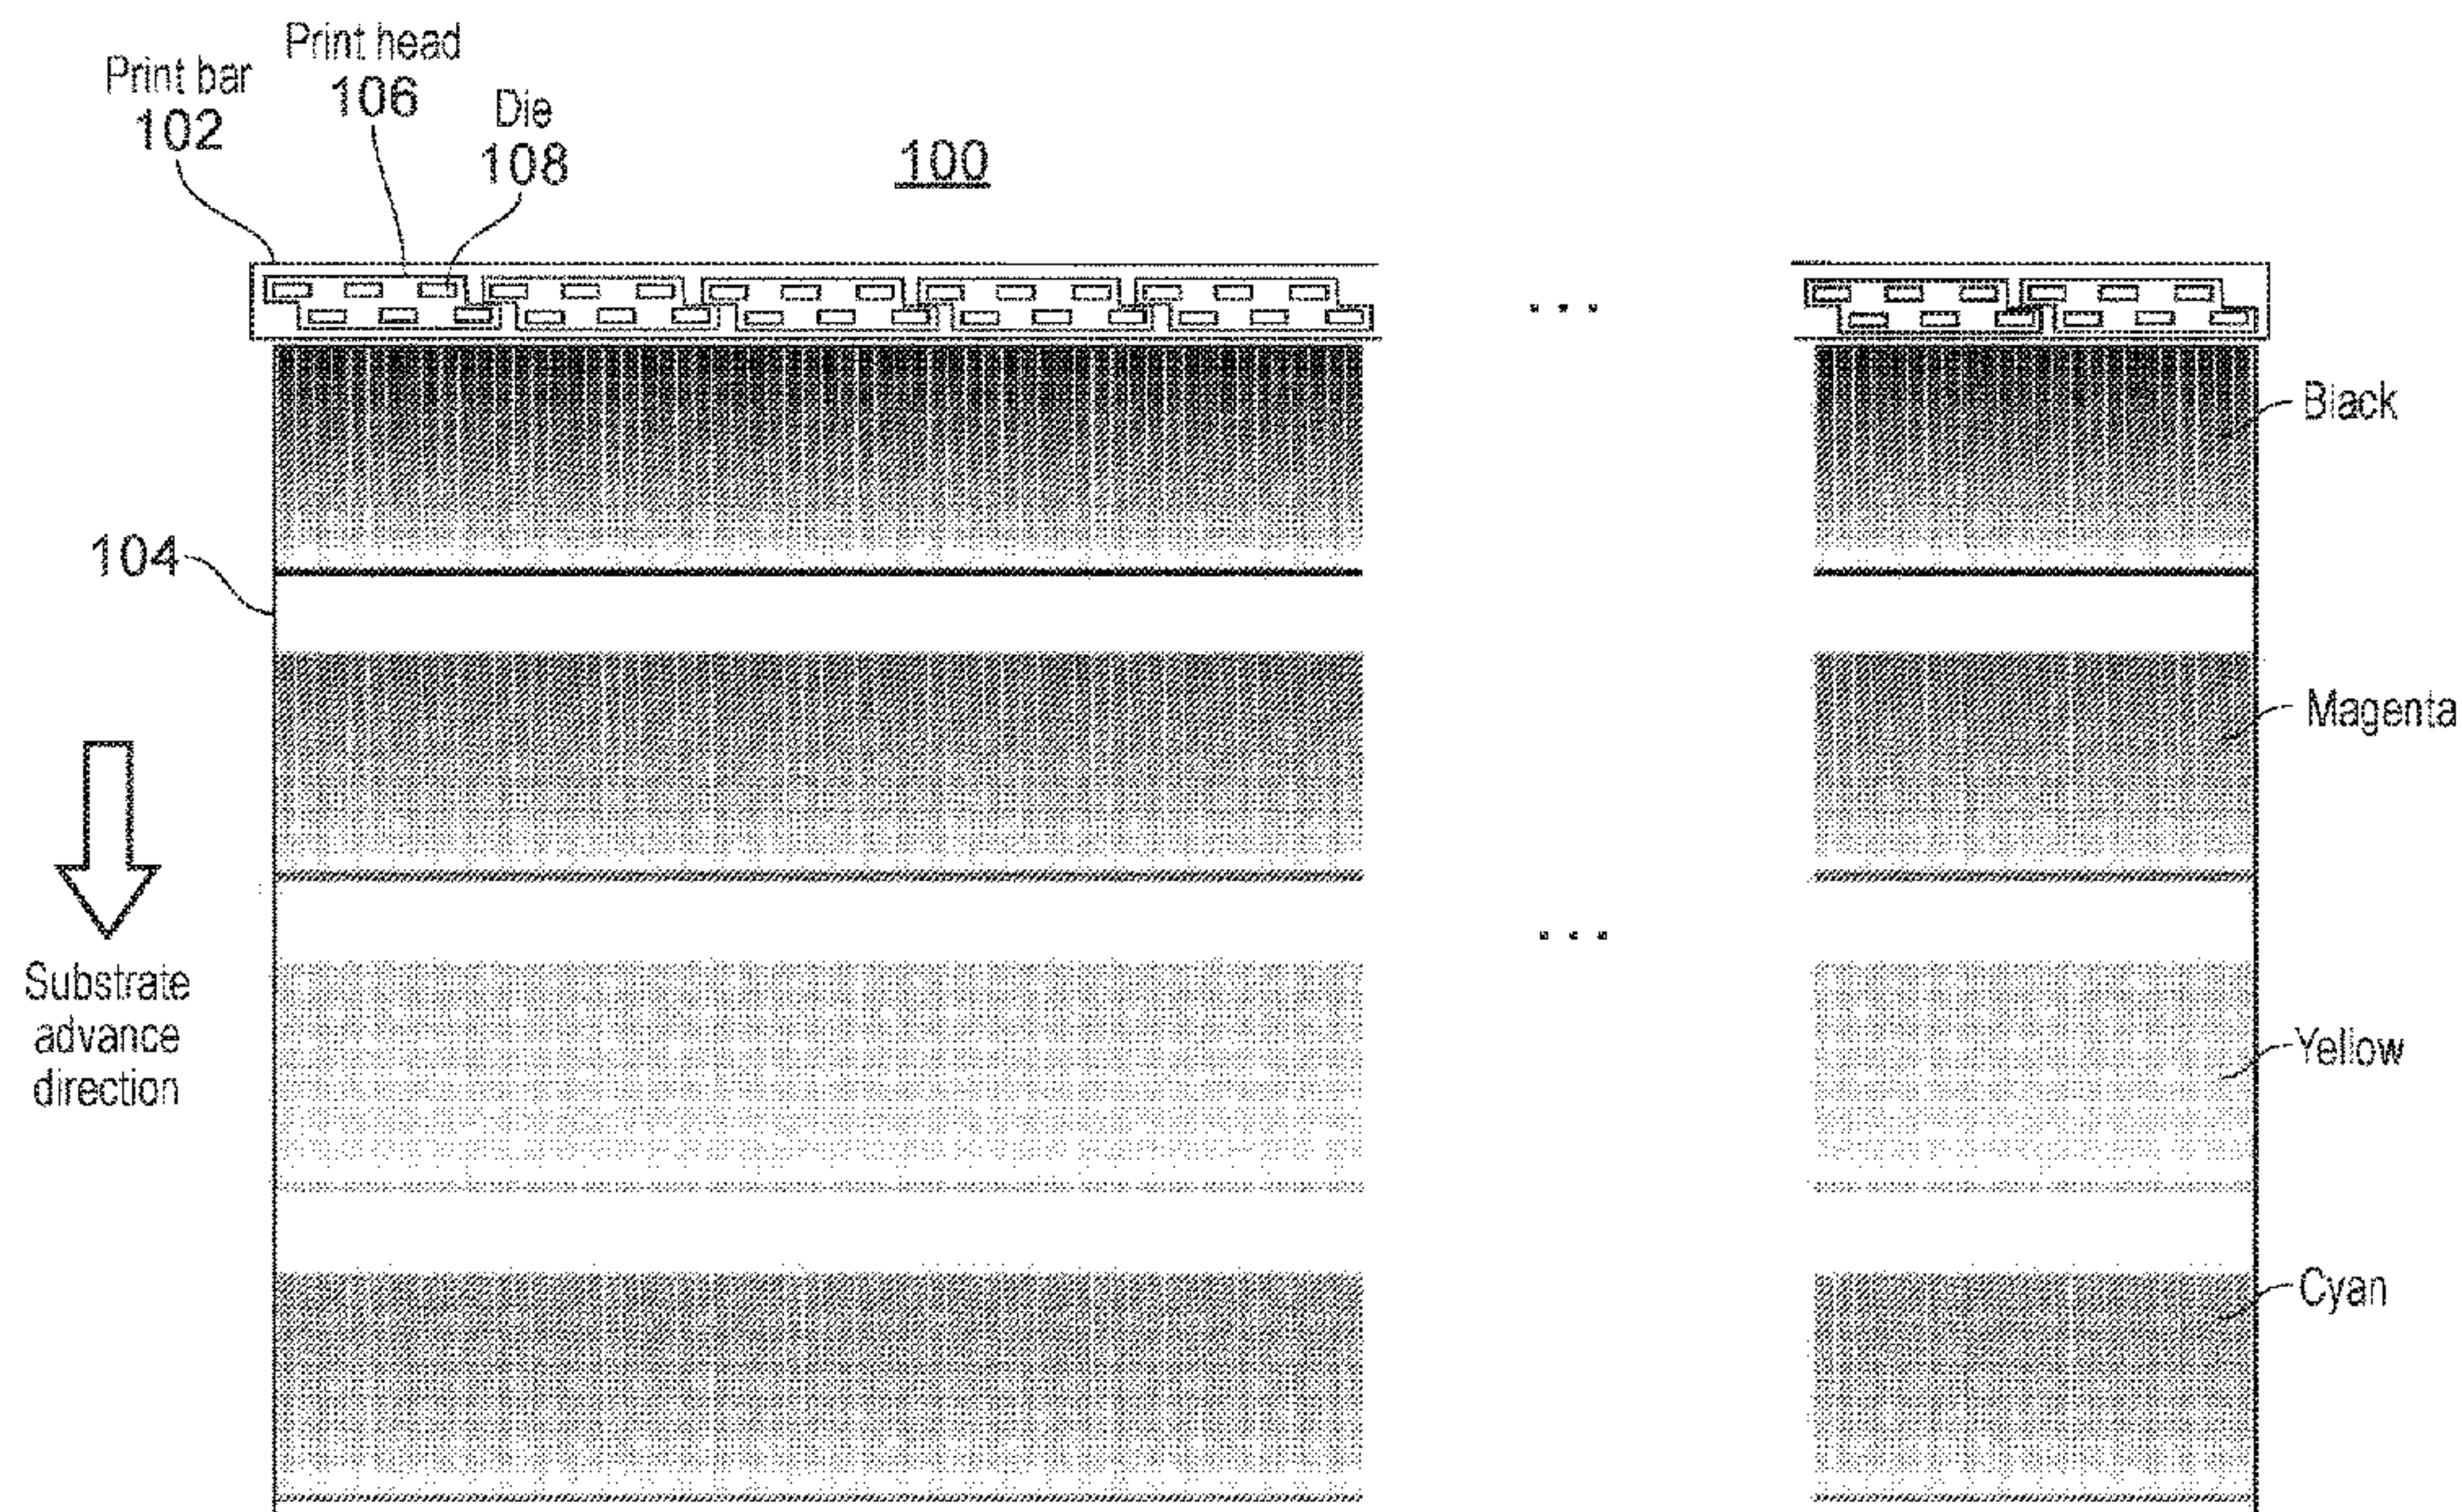 Print bar
102
Print head
106
Die
108
100
...
Black
104
Magenta
Substrate
advance
direction
...
Yellow
Cyan